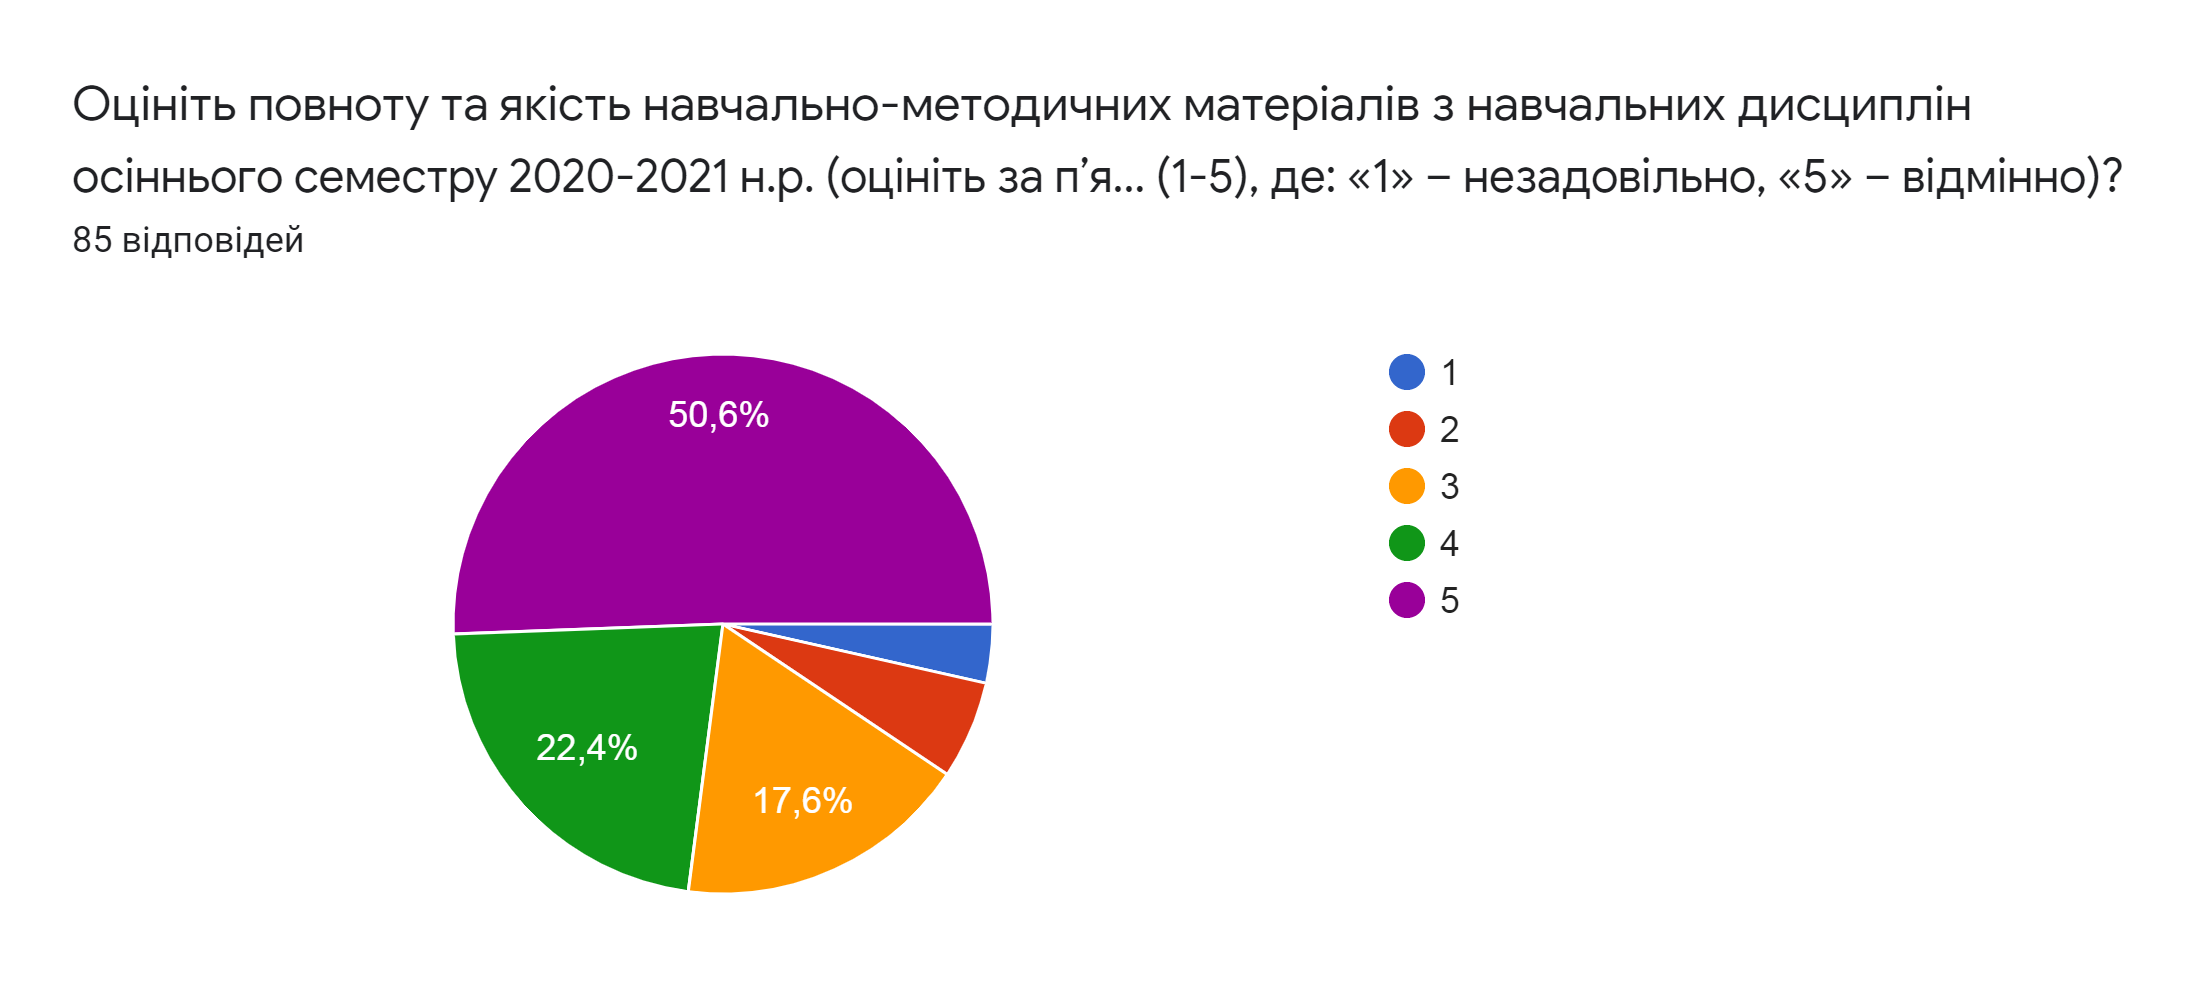 Оцініть повноту та якість навчально-методичних матеріалів з навчальних дисциплін
осіннього семестру 2020-2021 н.р. (оцініть за п’я... (1-5), де: «1» – незадовільно, «5» – відмінно)?
85 відповідей
50,6%
22,4%
17,6%
1
2
3
4
5